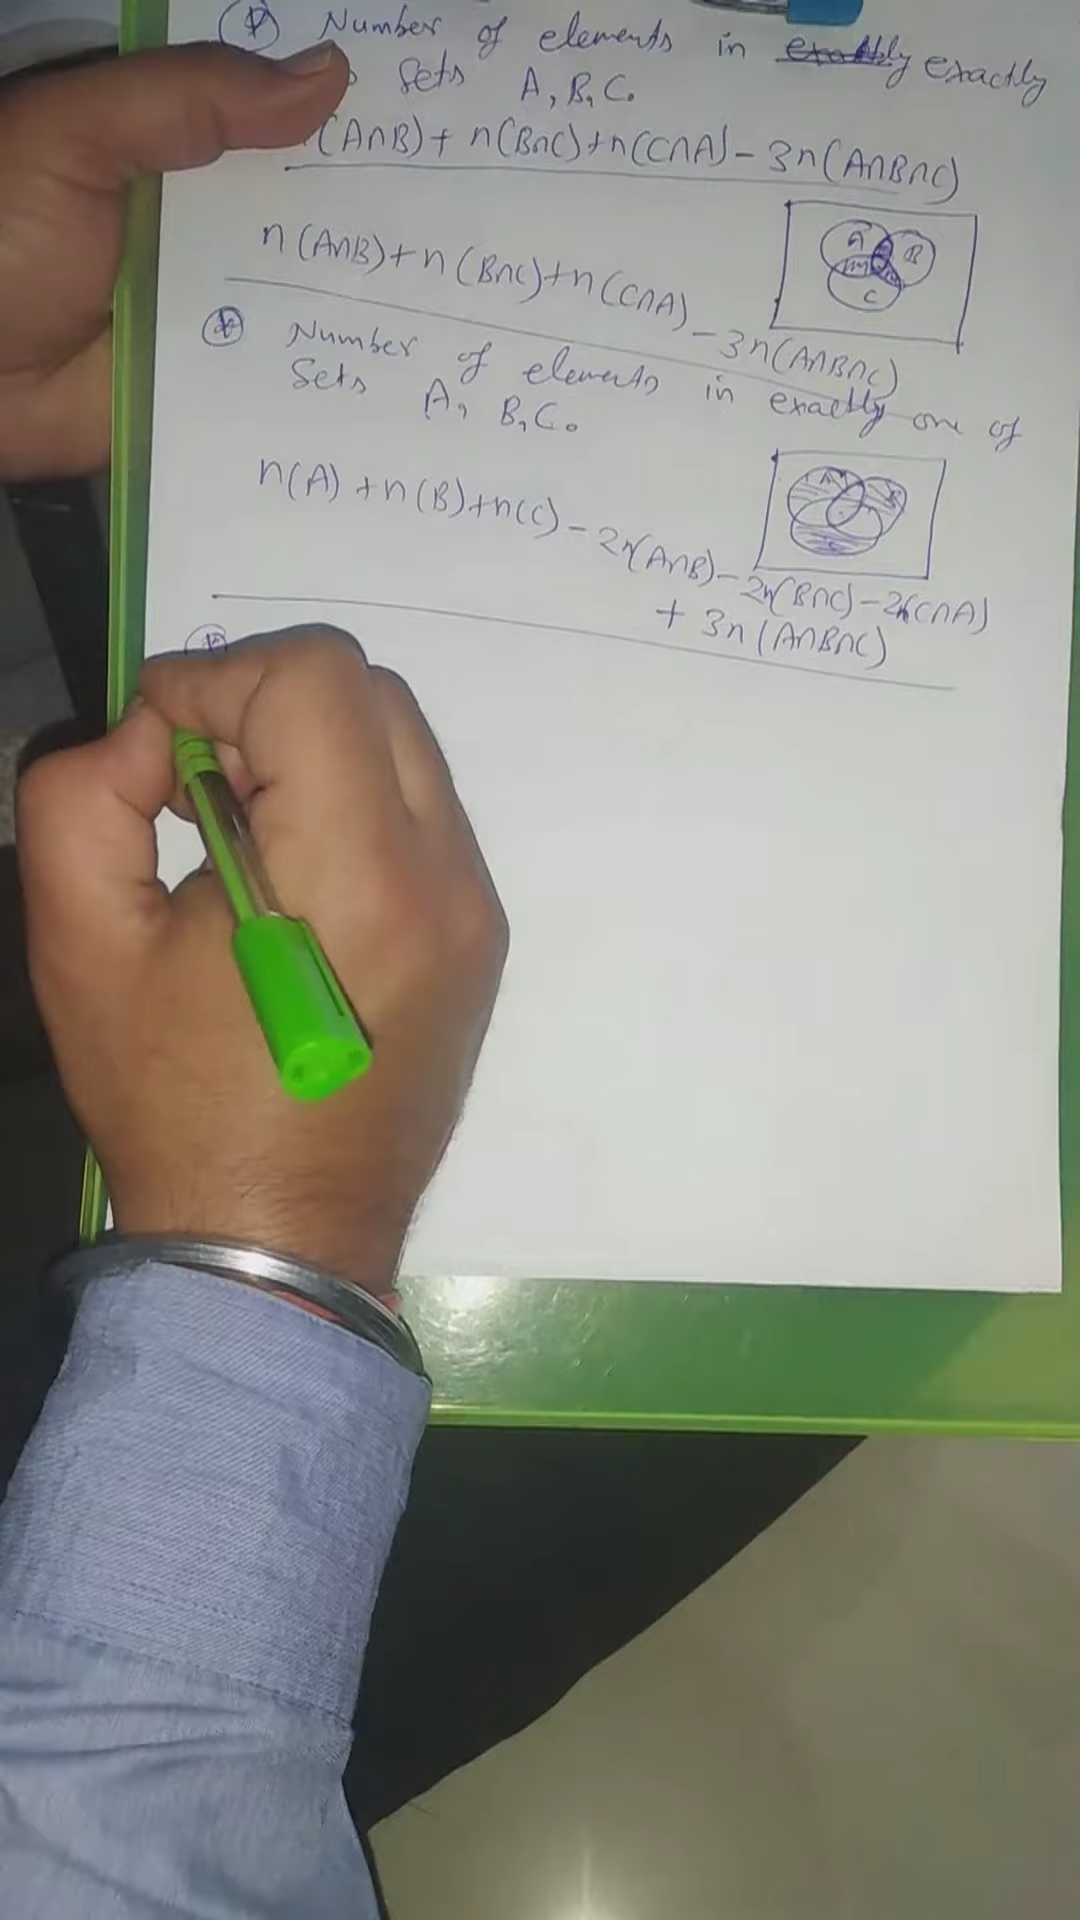 Number of elements in exactly exactly
Sets A, B, C.
(A∩B) + n(B∩C) + n(C∩A) - 3n(A∩B∩C)
A B
C
n(A∩B) + n(B∩C) + n(C∩A) - 3n(A∩B∩C)
Number of elements in exactly one of
Sets A, B, C.
A B
n(A) + n(B) + n(C) - 2n(A∩B) - 2n(B∩C) - 2n(C∩A)
+ 3n(A∩B∩C)